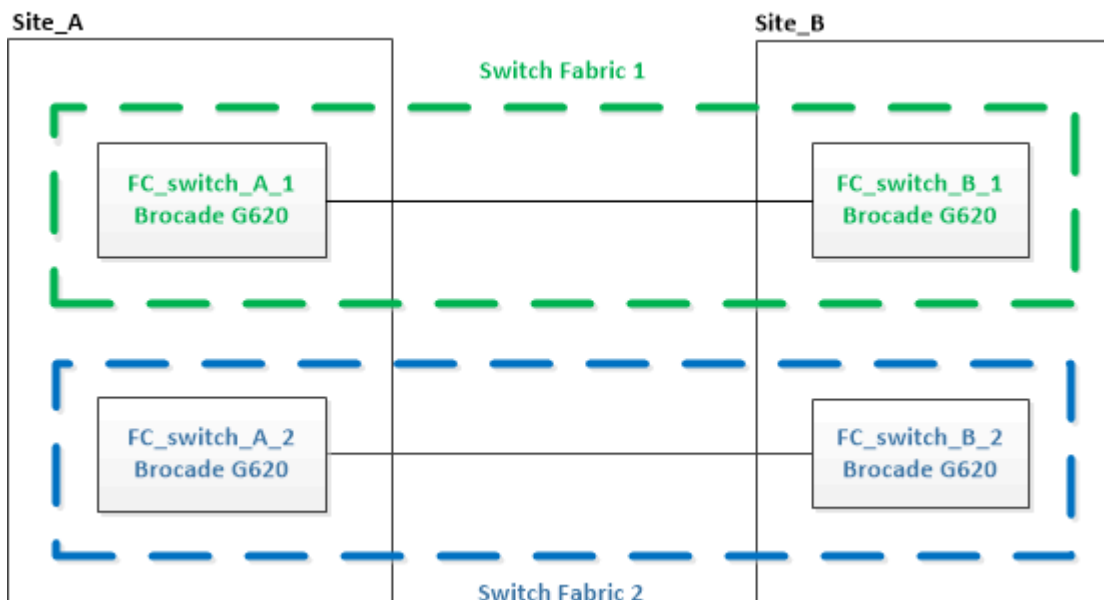 Site_A
Site_B
Switch Fabric 1
FC_switch_A_1
Brocade G620
FC_switch_B_1
Brocade G620
FC_switch_A_2
Brocade G620
FC_switch_B_2
Brocade G620
Switch Fabric 2